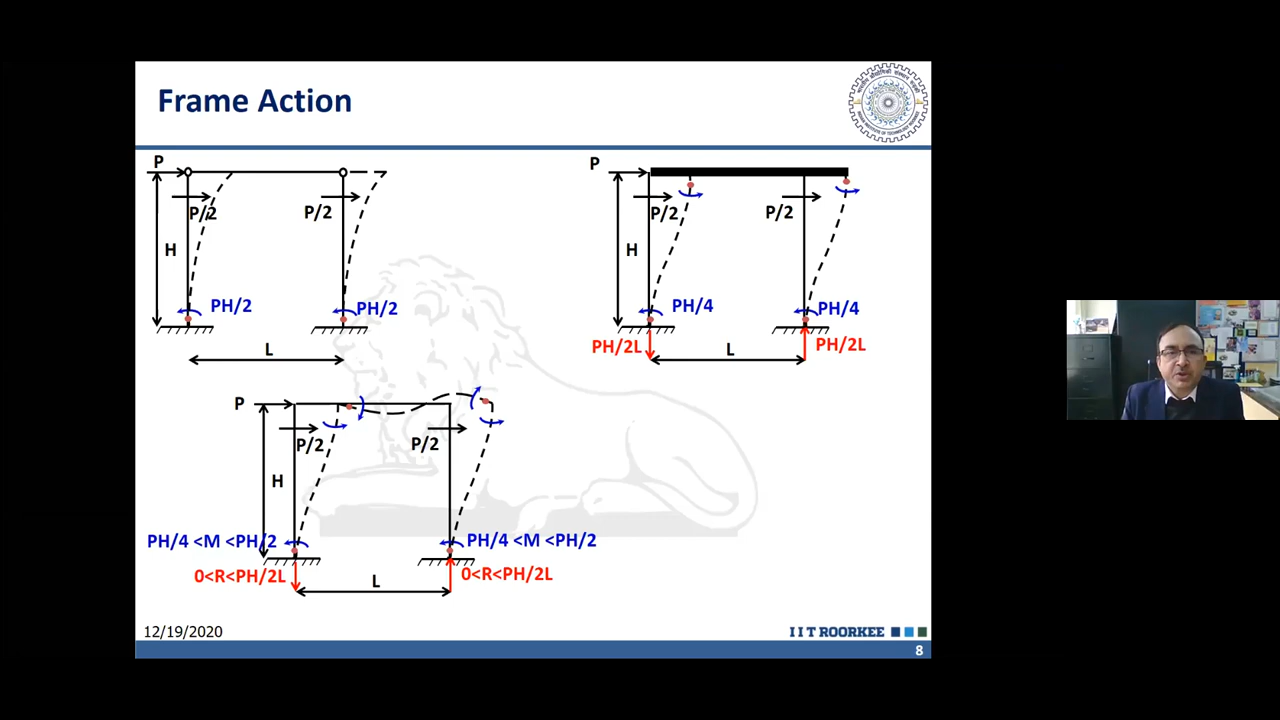 Frame Action
P
P/2
P/2
H
PH/2
PH/2
L
P
P/2
P/2
H
PH/4
PH/4
PH/2L
L
PH/2L
P
P/2
P/2
H
PH/4 <M <PH/2
PH/4 <M <PH/2
0<R<PH/2L
L
0<R<PH/2L
12/19/2020
I I T ROORKEE
8